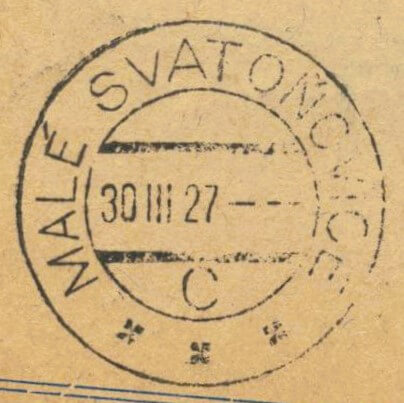 MALÉ SVATOŇOVICE
30 III 27 ----
C